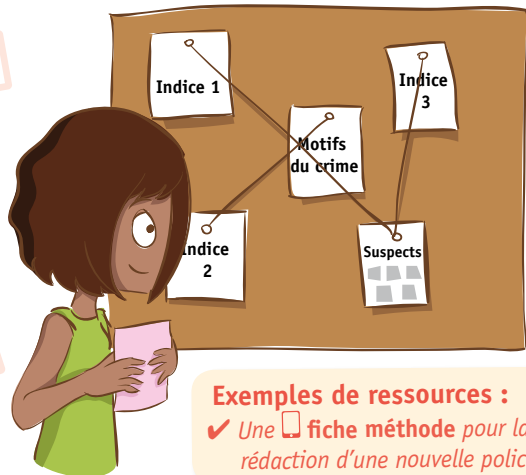 Indice 1
Indice
3
Motifs
du crime
Indice
2
Suspects
Exemples de ressources :
✔ Une fiche méthode pour la
rédaction d'une nouvelle polic